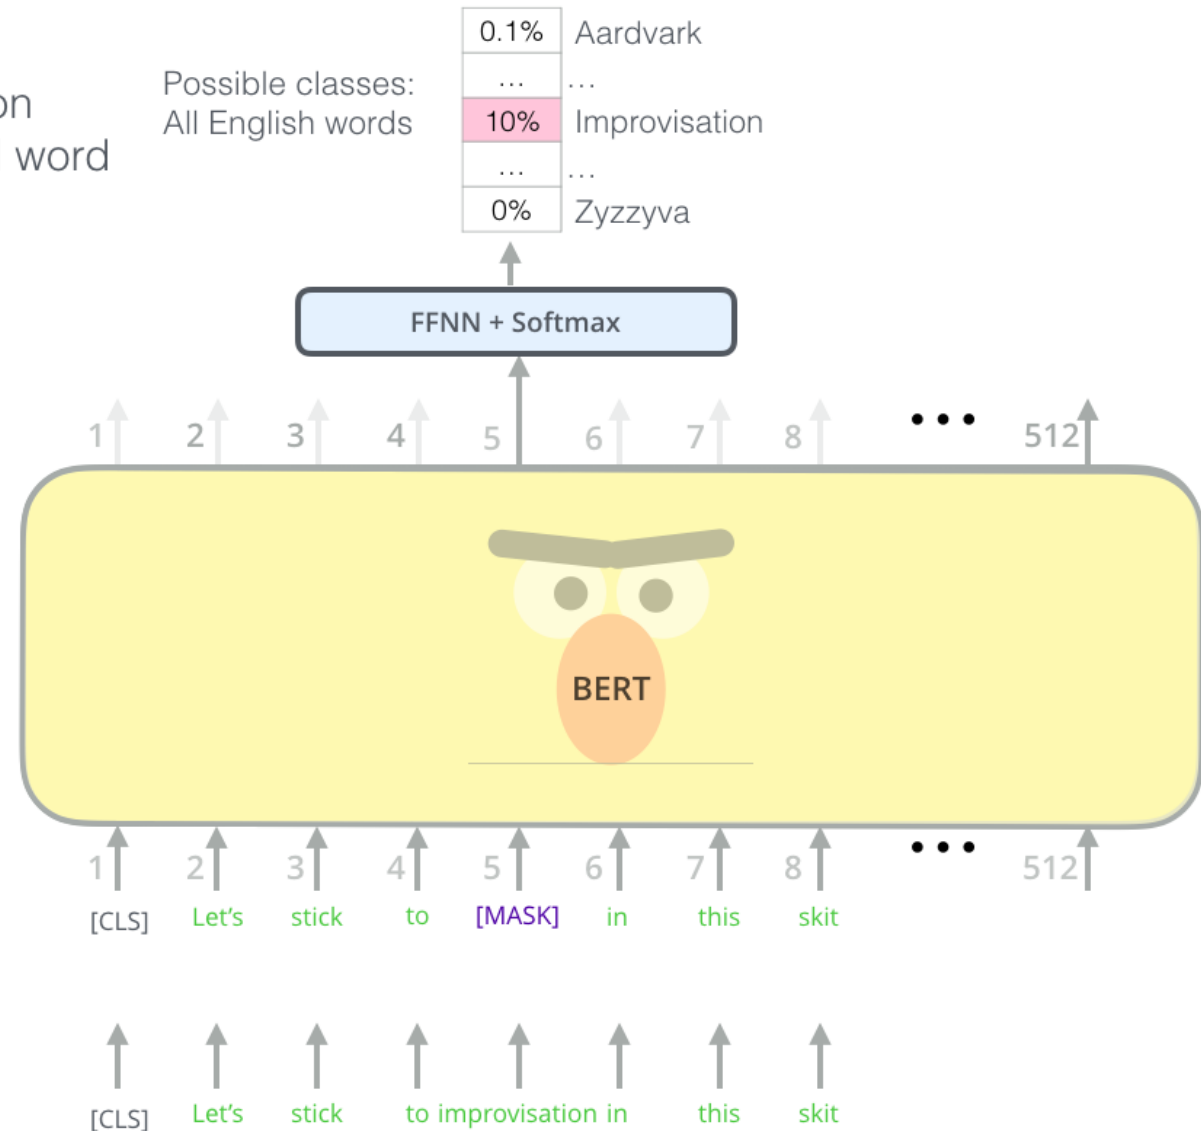 0.1% Aardvark
Possible classes: ... ...
on
All English words 10% Improvisation
word
... ...
0% Zyzzyva
FFNN + Softmax
1 2 3 4 5 6 7 8 ••• 512
BERT
1 2 3 4 5 6 7 8 ••• 512
[CLS] Let's stick to [MASK] in this skit
[CLS] Let's stick to improvisation in this skit